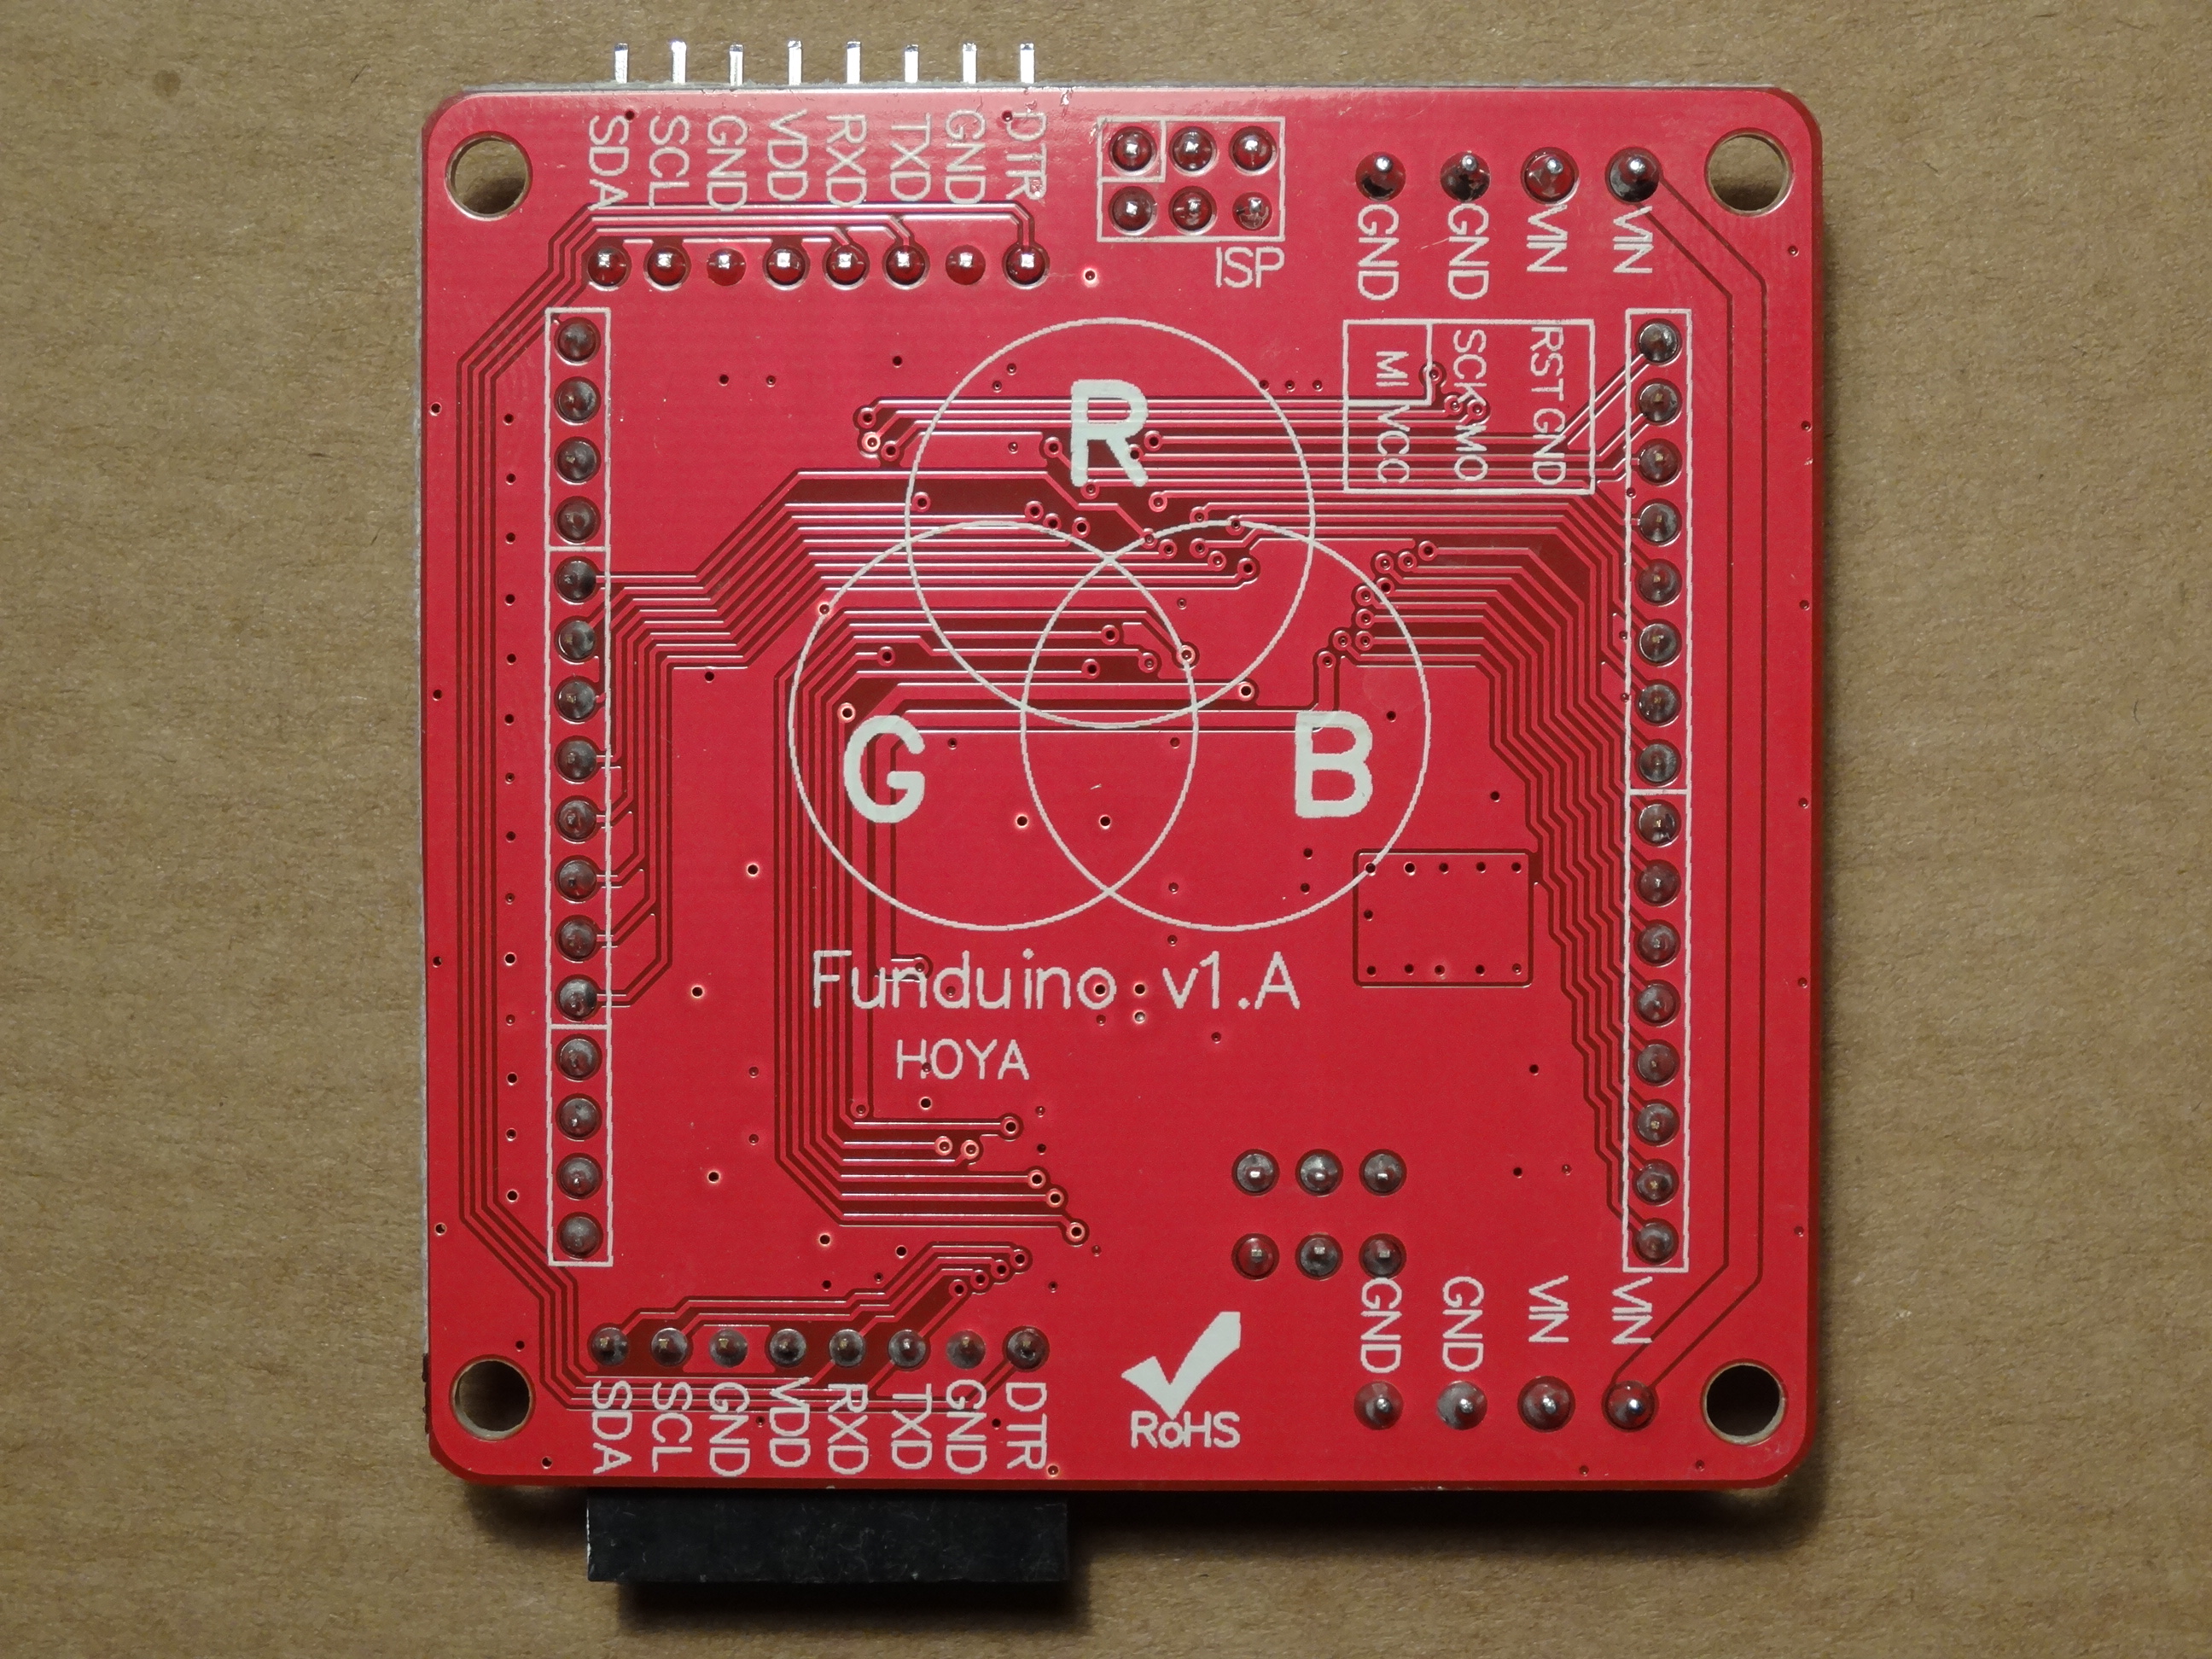 SDA SCL GND VDD RXD TXD GND DTR
ISP
GND GND VIN VIN
MI SCK RST
VCC MO GND
R
G B
Funduino v1.A
HOYA
GND GND VIN VIN
RoHS
SDA SCL GND VDD RXD TXD GND DTR